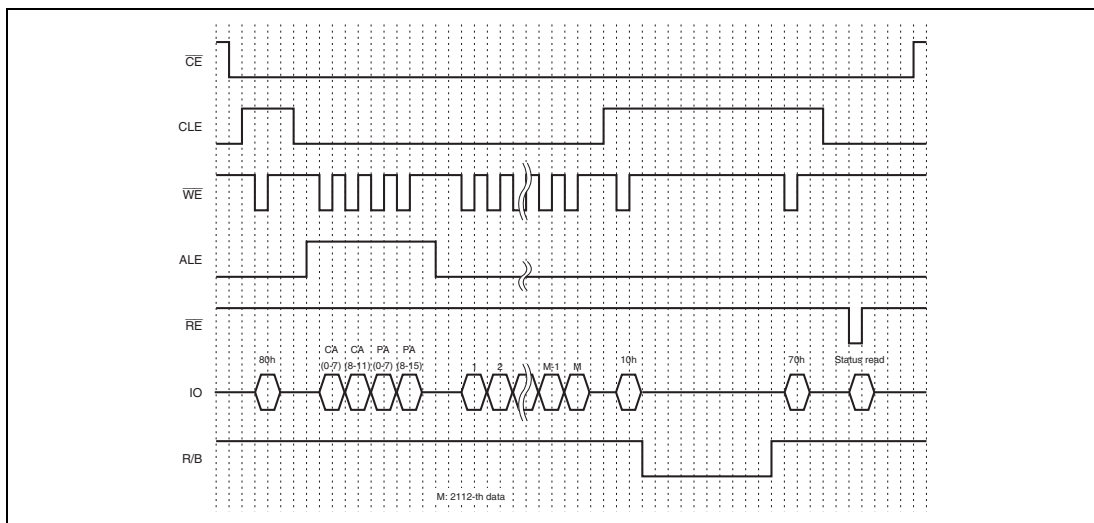 CE
CLE
WE
ALE
RE
CA CA PA PA
80h (0-7) (8-11) (0-7) (8-15) 1 2 M-1 M 10h 70h Status read
IO
R/B
M: 2112-th data